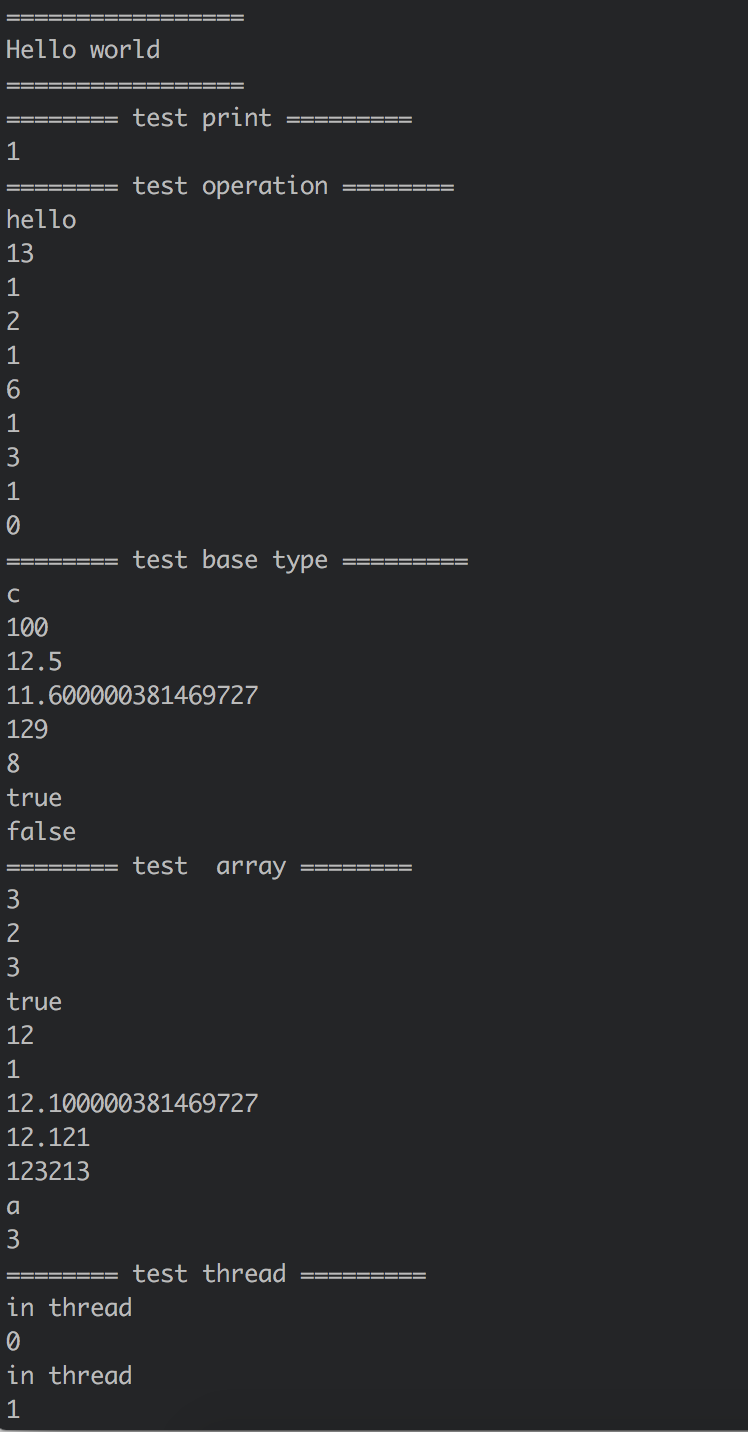 =================
Hello world
=================
======== test print =========
1
======== test operation ========
hello
13
1
2
1
6
1
3
1
0
======== test base type =========
c
100
12.5
11.600000381469727
129
8
true
false
======== test  array ========
3
2
3
true
12
1
12.100000381469727
12.121
123213
a
3
======== test thread =========
in thread
0
in thread
1